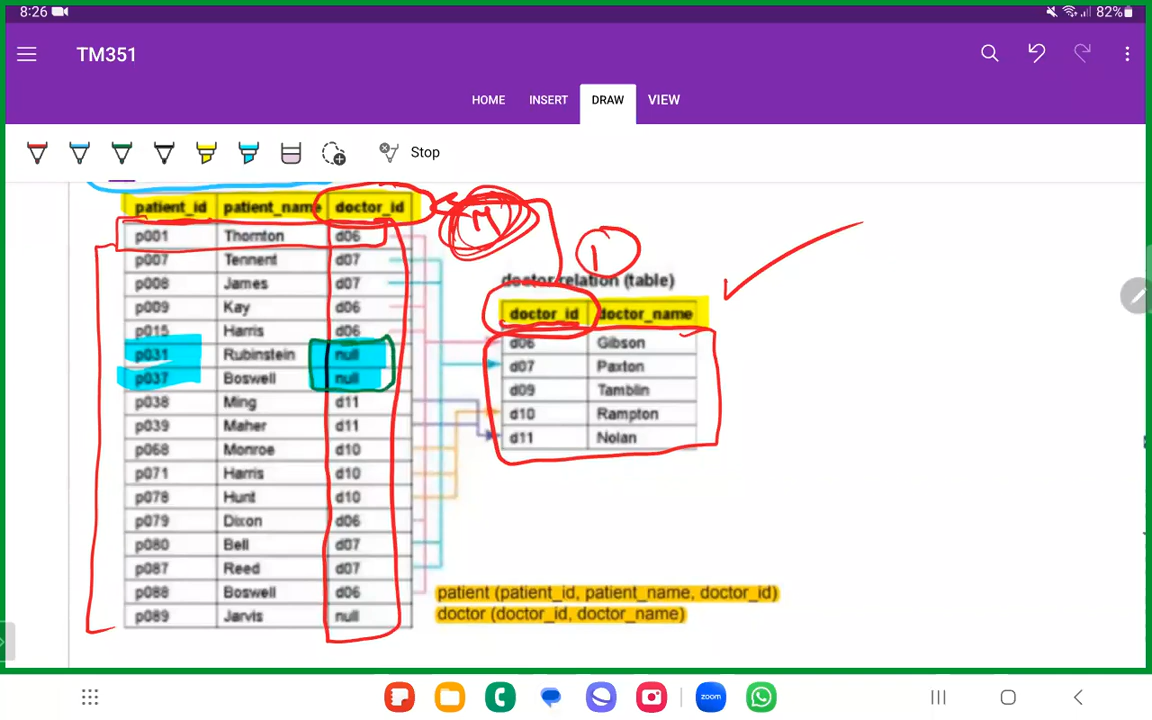 8:26 82%
TM351
HOME INSERT DRAW VIEW
Stop
patient_id patient_name doctor_id
p001 Thornton d06
p007 Tennent d07
p008 James d07
p009 Kay d06
p015 Harris d06
p031 Rubinstein null
p037 Boswell null
p038 Ming d11
p039 Maher d11
p068 Monroe d10
p071 Harris d10
p078 Hunt d10
p079 Dixon d06
p080 Bell d07
p087 Reed d07
p088 Boswell d06
p089 Jarvis null
M
1
doctor relation (table)
doctor_id doctor_name
d06 Gibson
d07 Paxton
d09 Tamblin
d10 Rampton
d11 Nolan
patient (patient_id, patient_name, doctor_id)
doctor (doctor_id, doctor_name)
zoom